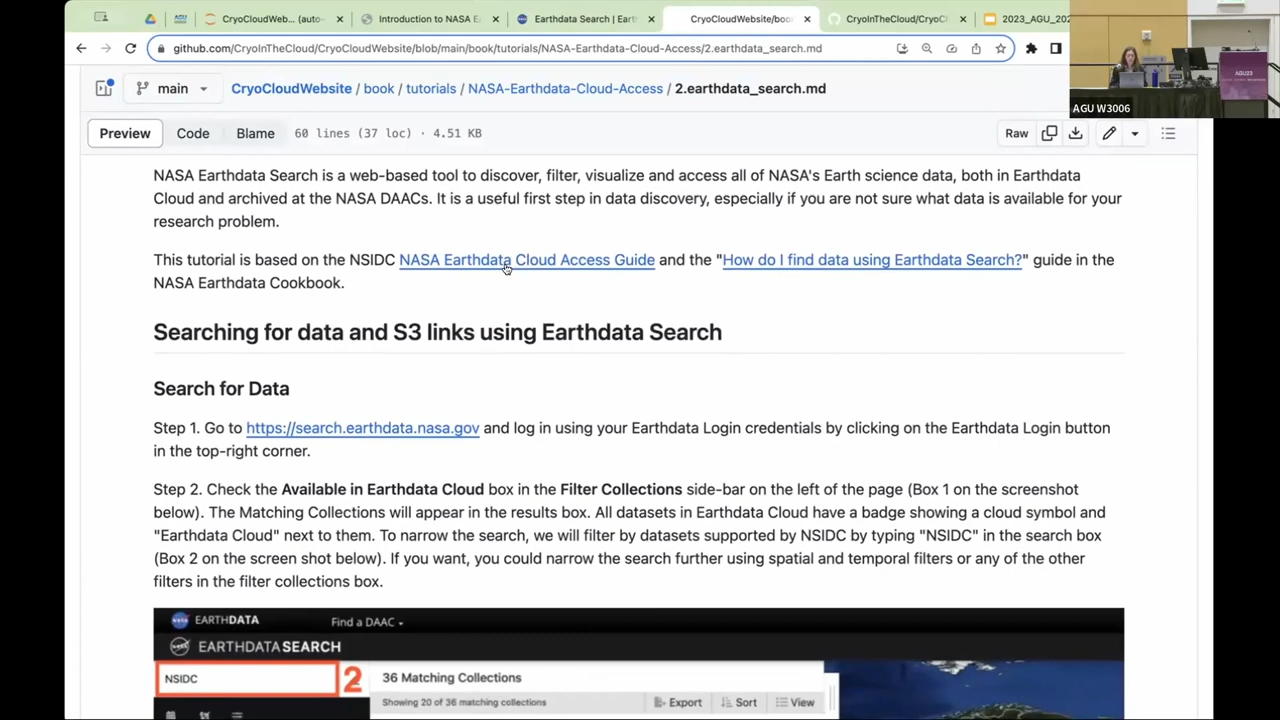 CryoCloudWeb... (auto-
Introduction to NASA E
Earthdata Search | Eart
CryoCloudWebsite/boo
CryoInTheCloud/CryoC
2023_AGU_202
github.com/CryoInTheCloud/CryoCloudWebsite/blob/main/book/tutorials/NASA-Earthdata-Cloud-Access/2.earthdata_search.md
AGU23
AGU W3006
main
CryoCloudWebsite / book / tutorials / NASA-Earthdata-Cloud-Access / 2.earthdata_search.md
Preview Code Blame 60 lines (37 loc) · 4.51 KB Raw
NASA Earthdata Search is a web-based tool to discover, filter, visualize and access all of NASA's Earth science data, both in Earthdata
Cloud and archived at the NASA DAACs. It is a useful first step in data discovery, especially if you are not sure what data is available for your
research problem.
This tutorial is based on the NSIDC NASA Earthdata Cloud Access Guide and the "How do I find data using Earthdata Search?" guide in the
NASA Earthdata Cookbook.
Searching for data and S3 links using Earthdata Search
Search for Data
Step 1. Go to https://search.earthdata.nasa.gov and log in using your Earthdata Login credentials by clicking on the Earthdata Login button
in the top-right corner.
Step 2. Check the Available in Earthdata Cloud box in the Filter Collections side-bar on the left of the page (Box 1 on the screenshot
below). The Matching Collections will appear in the results box. All datasets in Earthdata Cloud have a badge showing a cloud symbol and
"Earthdata Cloud" next to them. To narrow the search, we will filter by datasets supported by NSIDC by typing "NSIDC" in the search box
(Box 2 on the screen shot below). If you want, you could narrow the search further using spatial and temporal filters or any of the other
filters in the filter collections box.
EARTHDATA Find a DAAC
EARTHDATA SEARCH
NSIDC 2 36 Matching Collections
Showing 20 of 36 matching collections Export Sort View